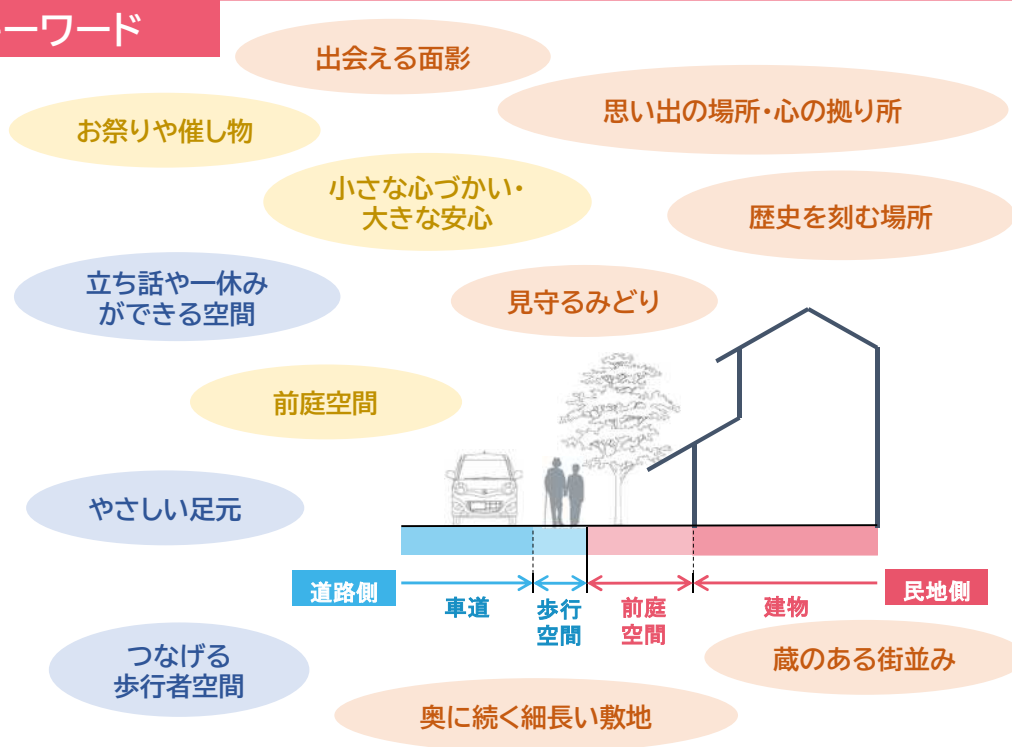 ーワード
出会える面影
思い出の場所・心の拠り所
お祭りや催し物
小さな心づかい・
大きな安心
歴史を刻む場所
立ち話や一休み
ができる空間
見守るみどり
前庭空間
やさしい足元
道路側
車道
歩行
空間
前庭
空間
建物
民地側
つなげる
歩行者空間
蔵のある街並み
奥に続く細長い敷地